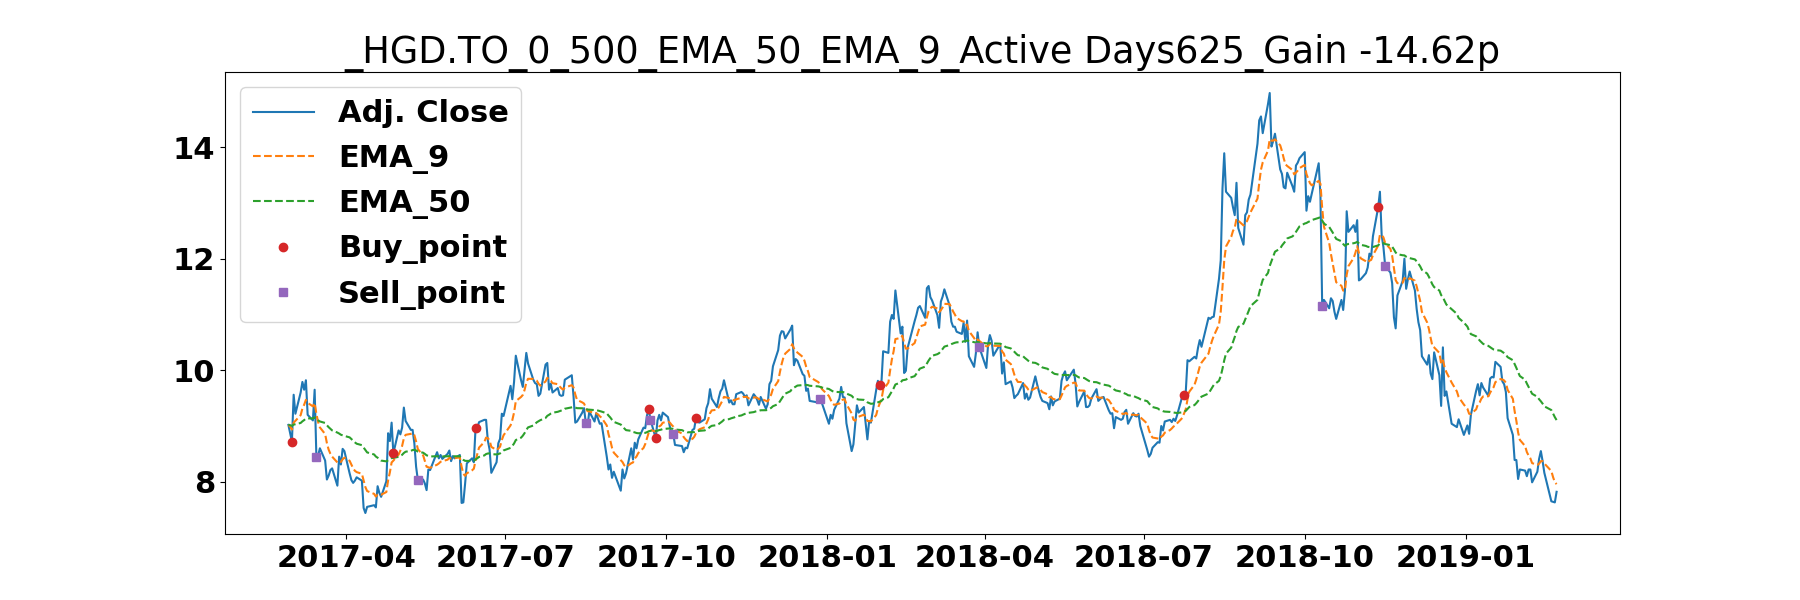 _HGD.TO_0_500_EMA_50_EMA_9_Active Days625_Gain -14.62p
Adj. Close
EMA_9
EMA_50
Buy_point
Sell_point
14
12
10
8
2017-04 2017-07 2017-10 2018-01 2018-04 2018-07 2018-10 2019-01